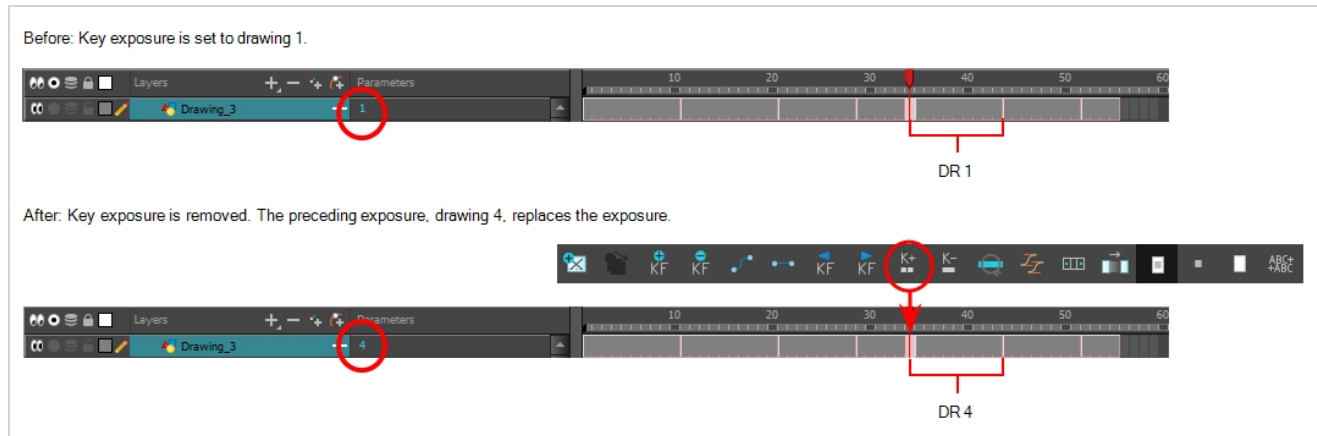 Before: Key exposure is set to drawing 1.
Layers Parameters 10 20 30 40 50 60
Drawing_3 1
DR 1
After: Key exposure is removed. The preceding exposure, drawing 4, replaces the exposure.
KF KF KF KF K+ K- ABC+
+ABC
Layers Parameters 10 20 30 40 50 60
Drawing_3 4
DR 4